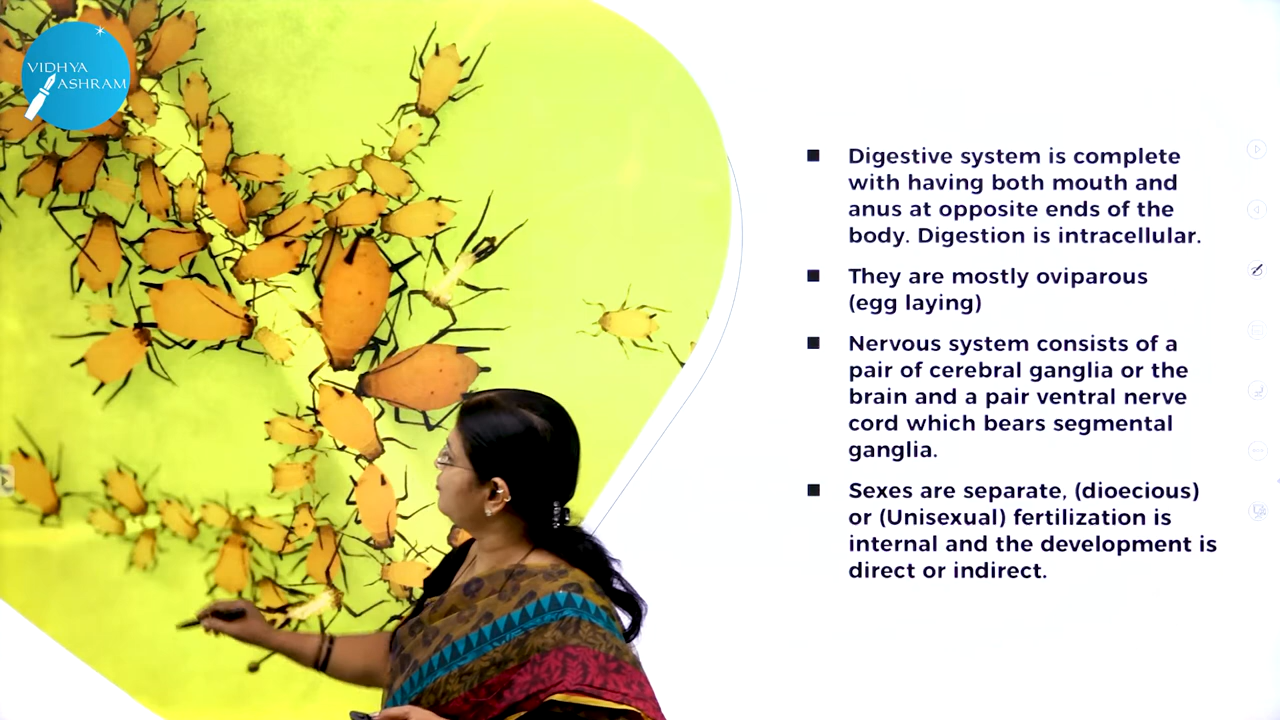 VIDHYA
ASHRAM
■ Digestive system is complete
with having both mouth and
anus at opposite ends of the
body. Digestion is intracellular.
■ They are mostly oviparous
(egg laying)
■ Nervous system consists of a
pair of cerebral ganglia or the
brain and a pair ventral nerve
cord which bears segmental
ganglia.
■ Sexes are separate, (dioecious)
or (Unisexual) fertilization is
internal and the development is
direct or indirect.